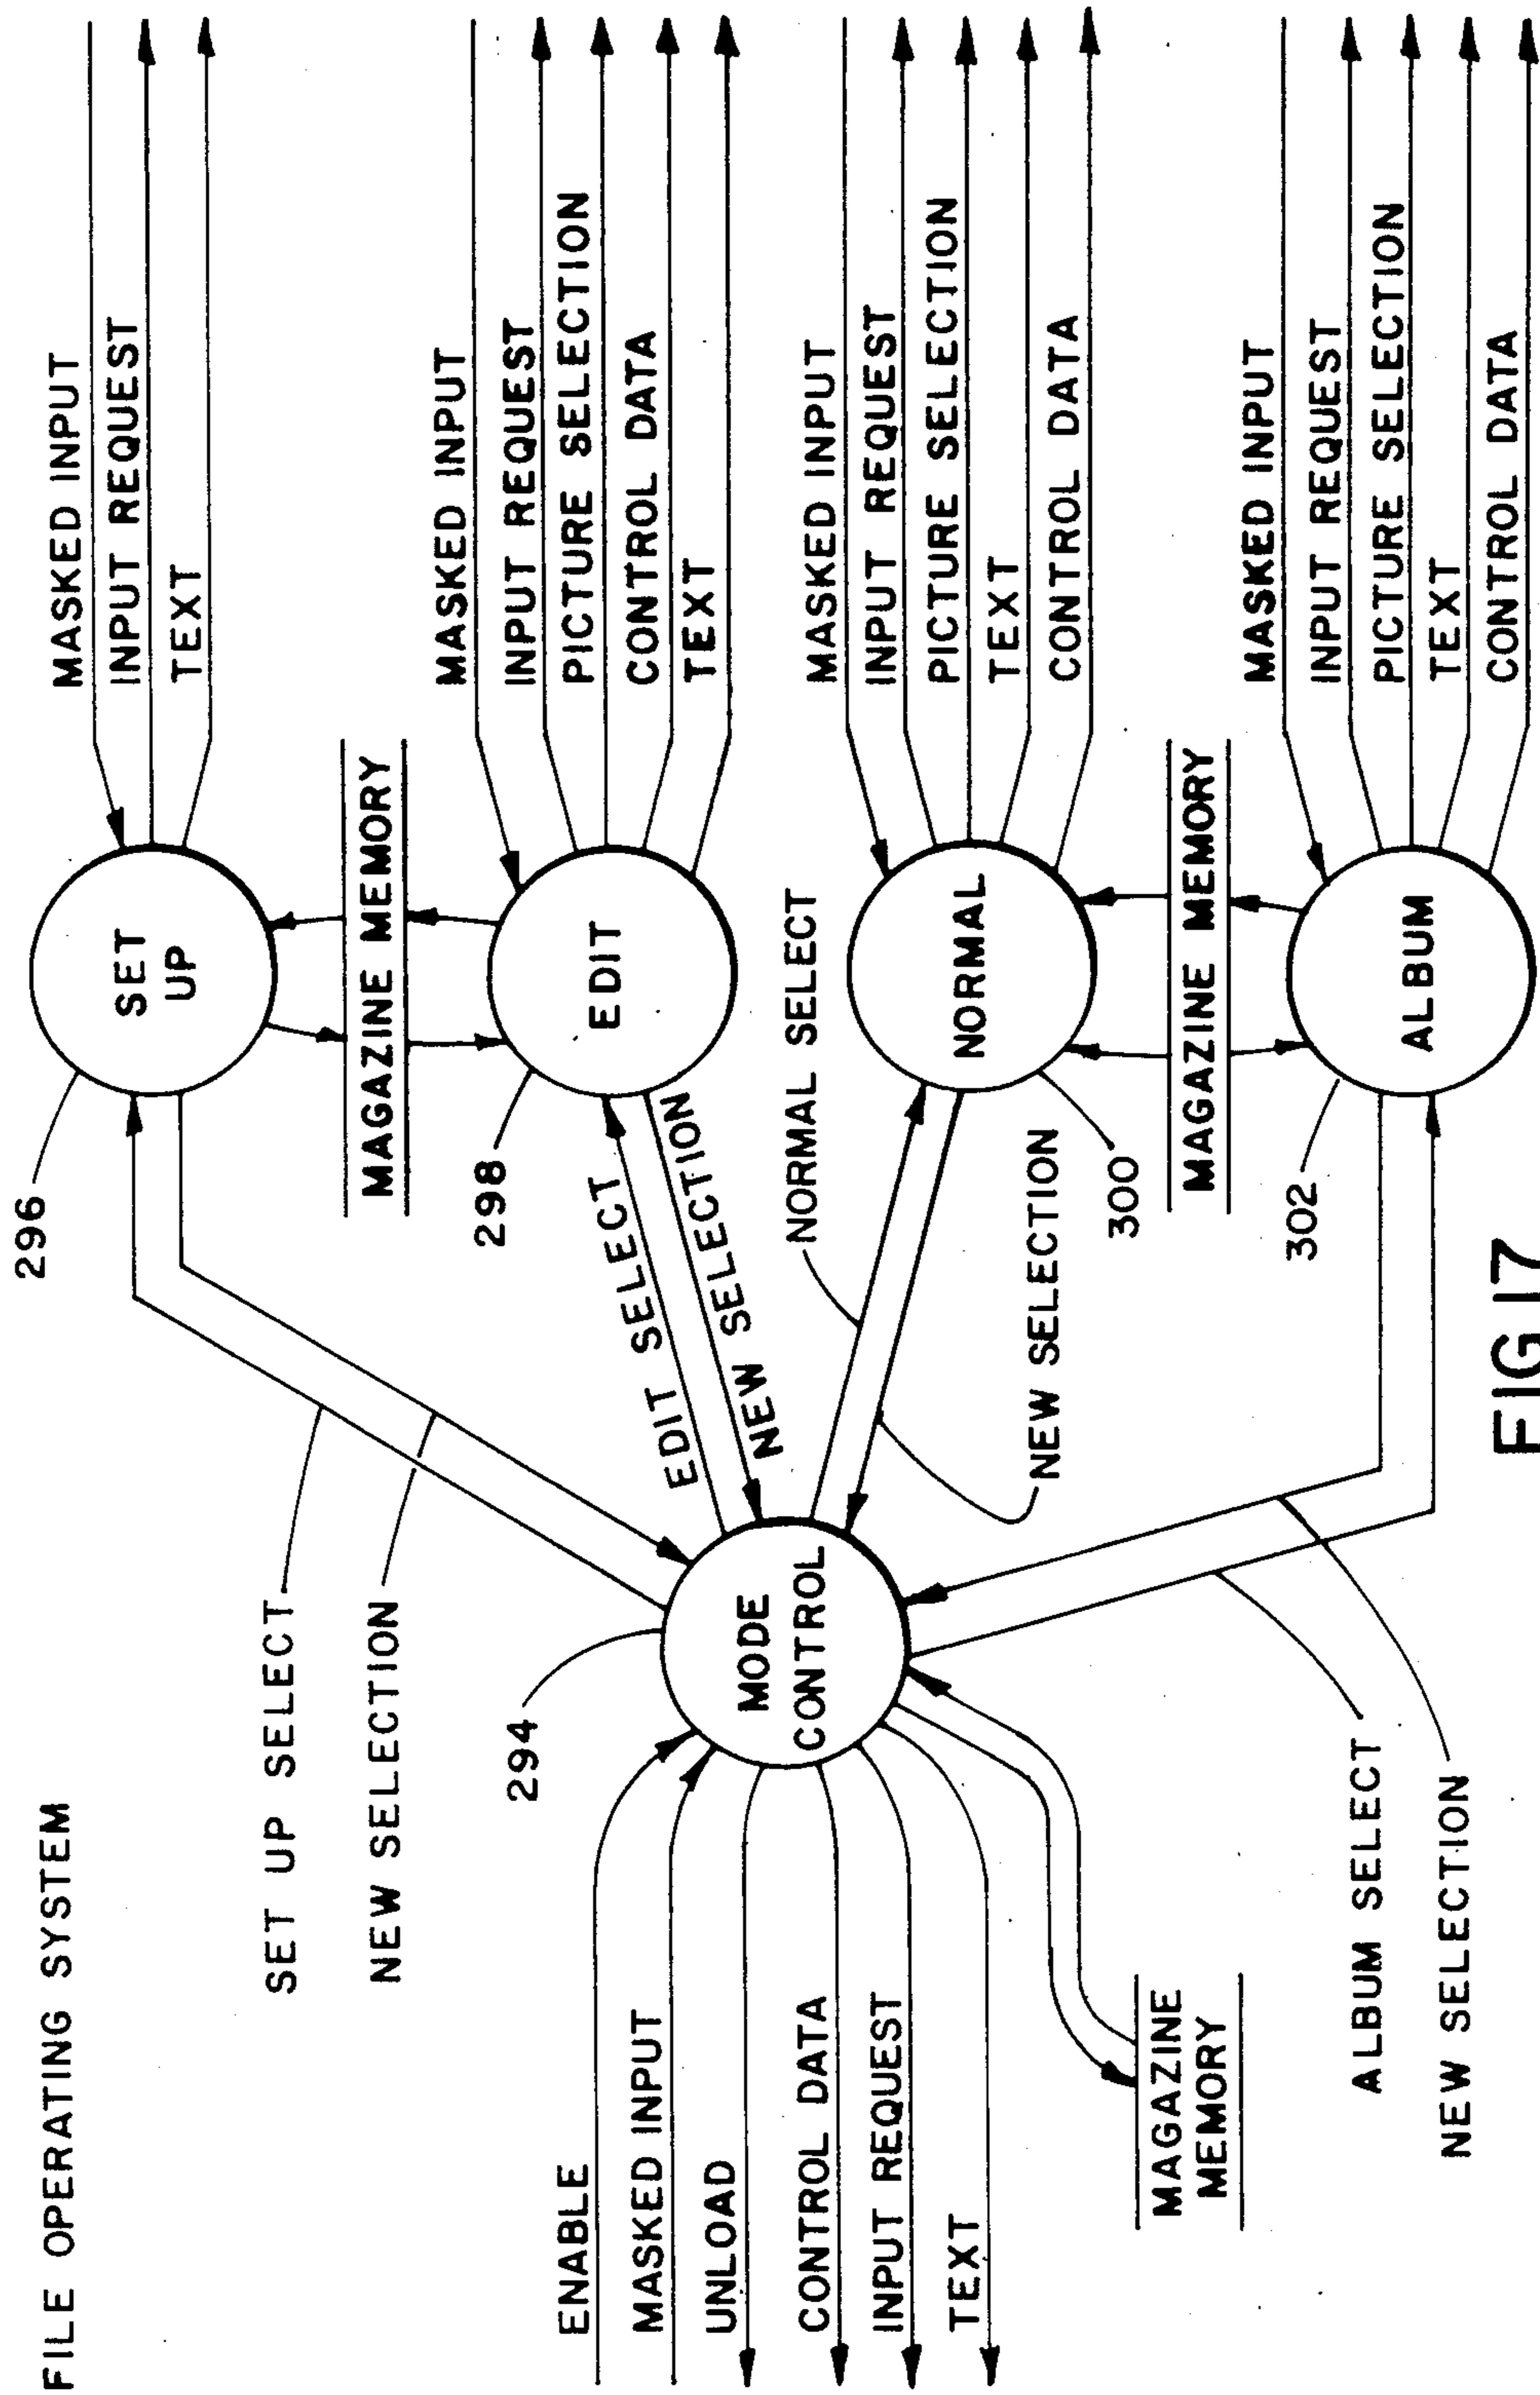 FILE OPERATING SYSTEM
SET UP SELECT
NEW SELECTION
296
SET
UP
MASKED INPUT
INPUT REQUEST
TEXT
MAGAZINE MEMORY
298
EDIT
EDIT SELECT
NEW SELECTION
MASKED INPUT
INPUT REQUEST
PICTURE SELECTION
CONTROL DATA
TEXT
294
MODE
CONTROL
ENABLE
MASKED INPUT
UNLOAD
CONTROL DATA
INPUT REQUEST
TEXT
MAGAZINE
MEMORY
NORMAL SELECT
NEW SELECTION
NORMAL
300
MASKED INPUT
INPUT REQUEST
PICTURE SELECTION
TEXT
CONTROL DATA
MAGAZINE MEMORY
302
ALBUM
ALBUM SELECT
NEW SELECTION
MASKED INPUT
INPUT REQUEST
PICTURE SELECTION
TEXT
CONTROL DATA
FIG 17